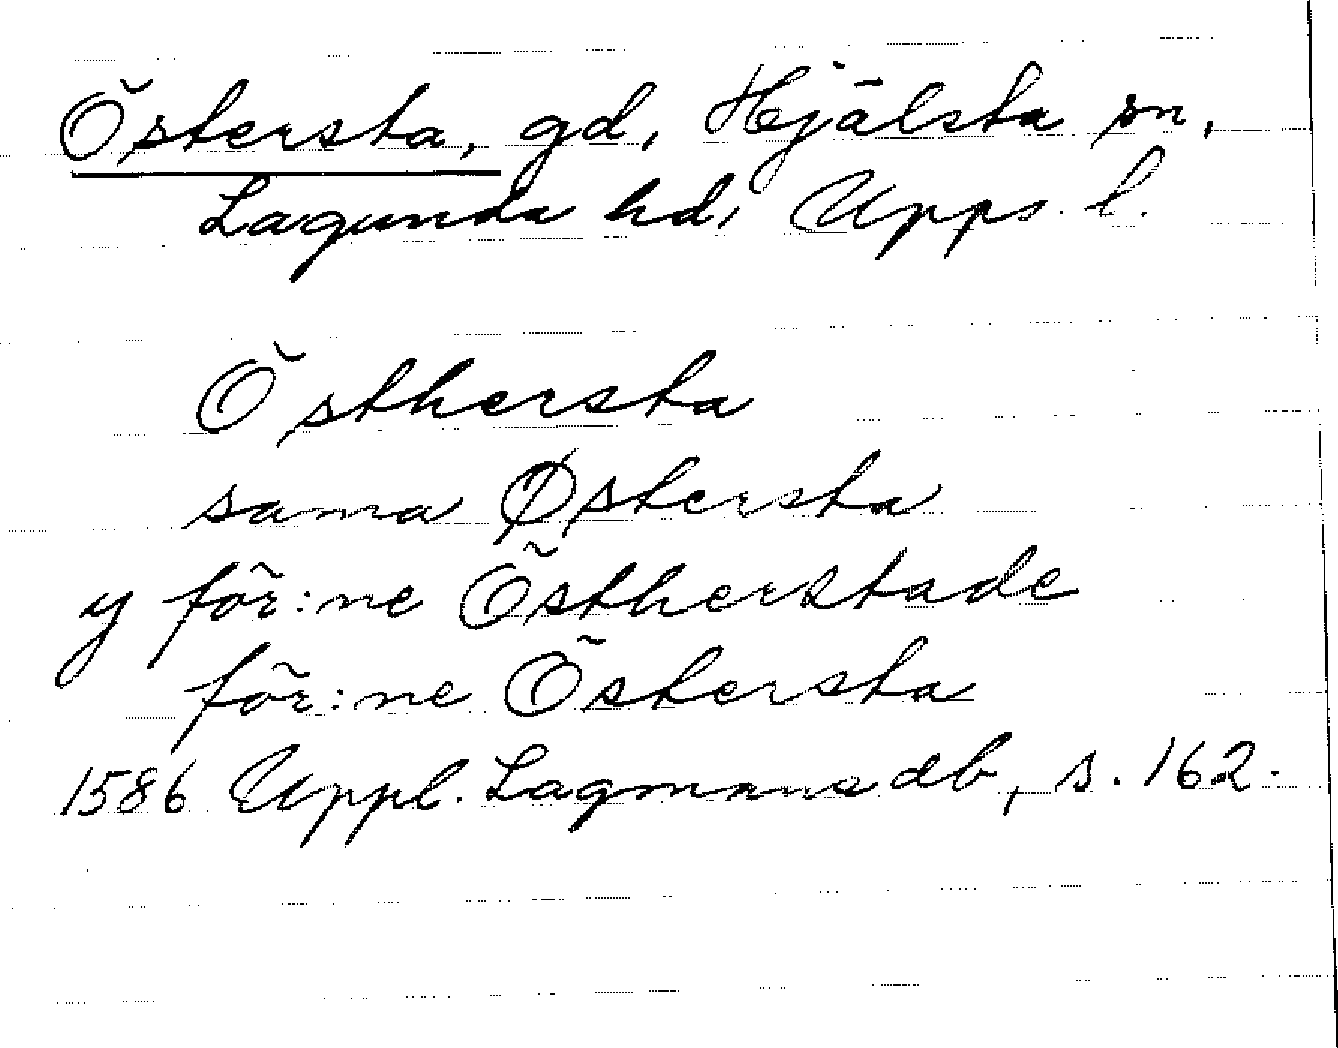 Östersta, gd, Hjälsta sn,
Lagunda hd, Upps. l.
Östhersta
sama Østersta
y för:ne Östherstade
för:ne Östersta
1586 Uppl. Lagmansdb, s. 162.